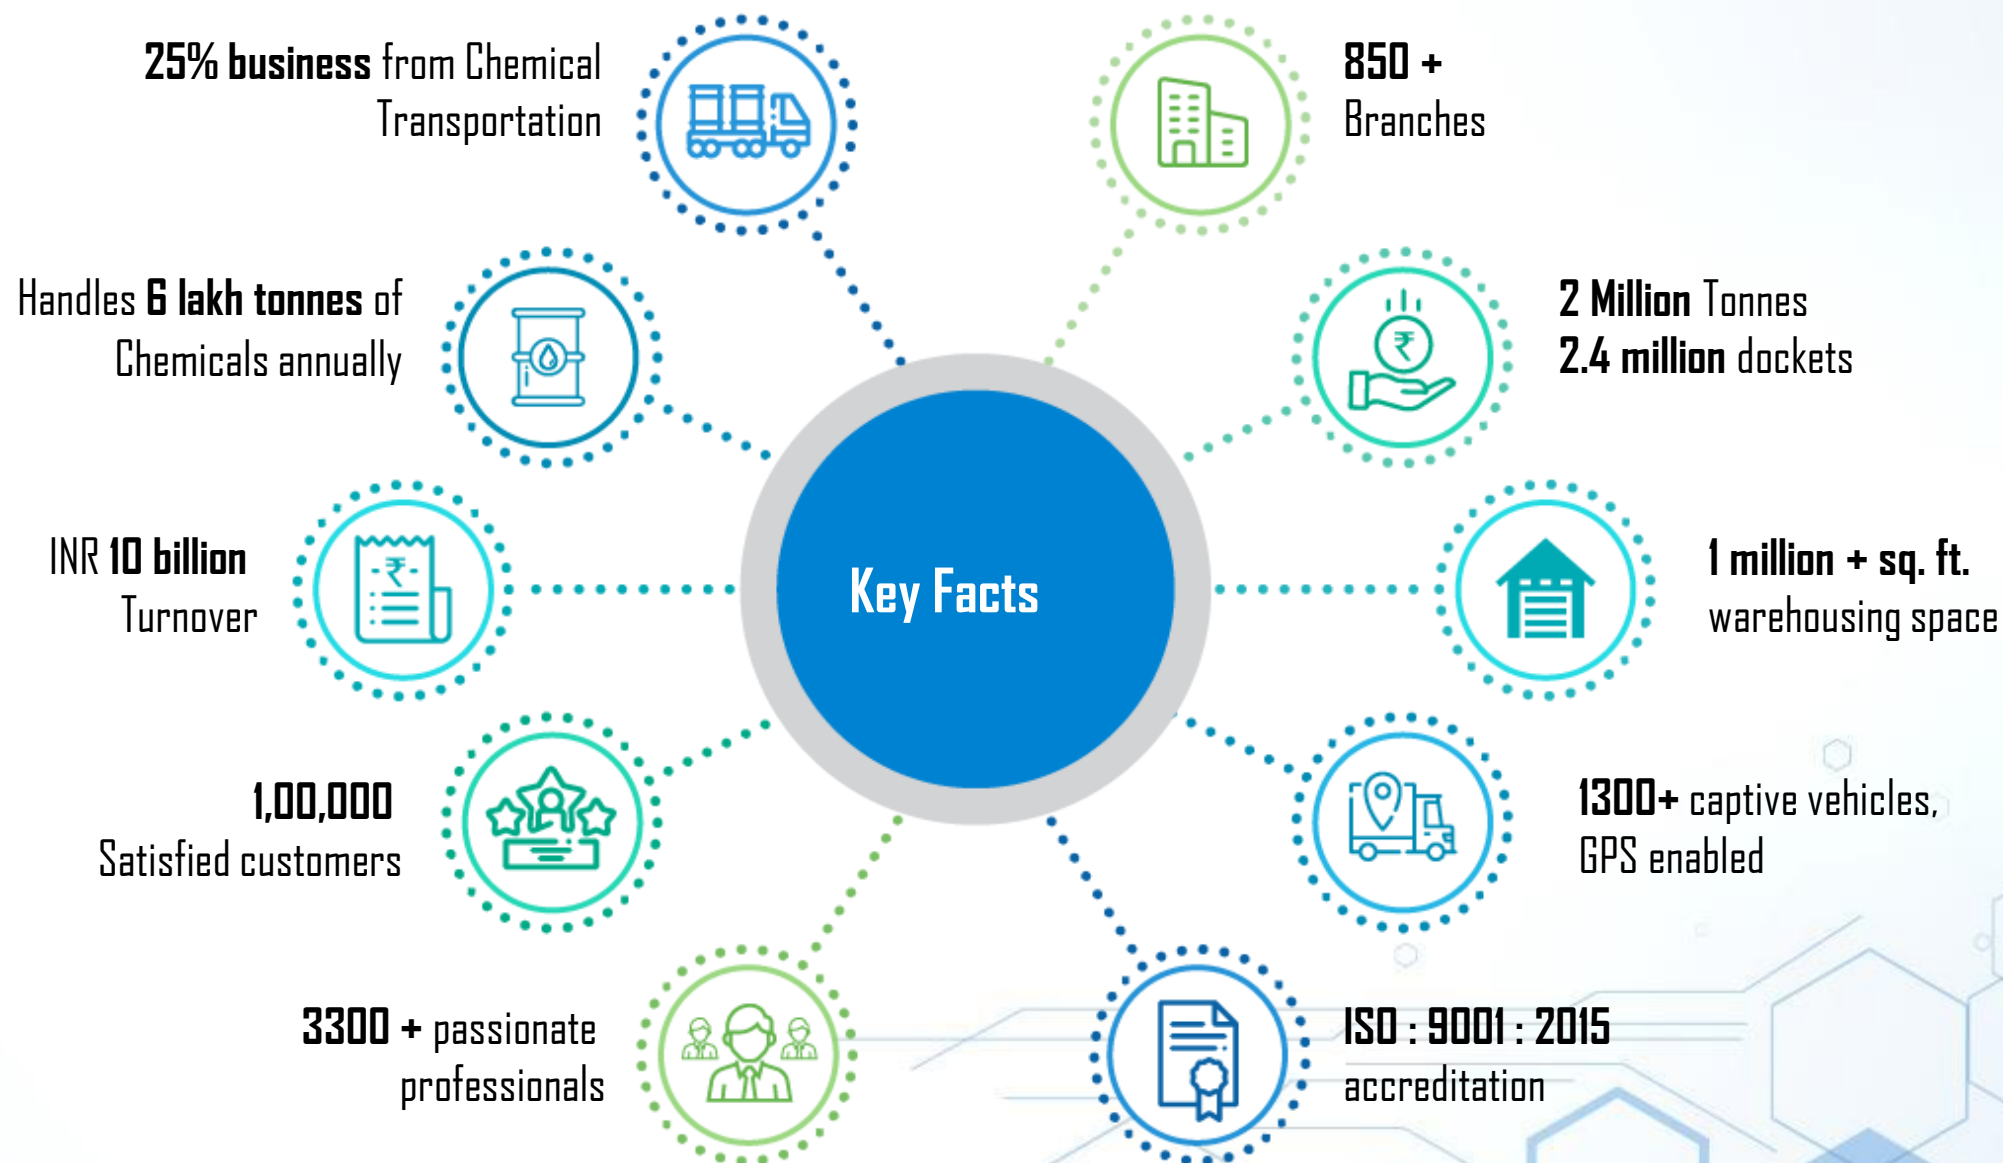 25% business from Chemical
Transportation
850 +
Branches
Handles 6 lakh tonnes of
Chemicals annually
2 Million Tonnes
2.4 million dockets
INR 10 billion
Turnover
Key Facts
1 million + sq. ft.
warehousing space
1,00,000
Satisfied customers
1300+ captive vehicles,
GPS enabled
3300 + passionate
professionals
ISO : 9001 : 2015
accreditation